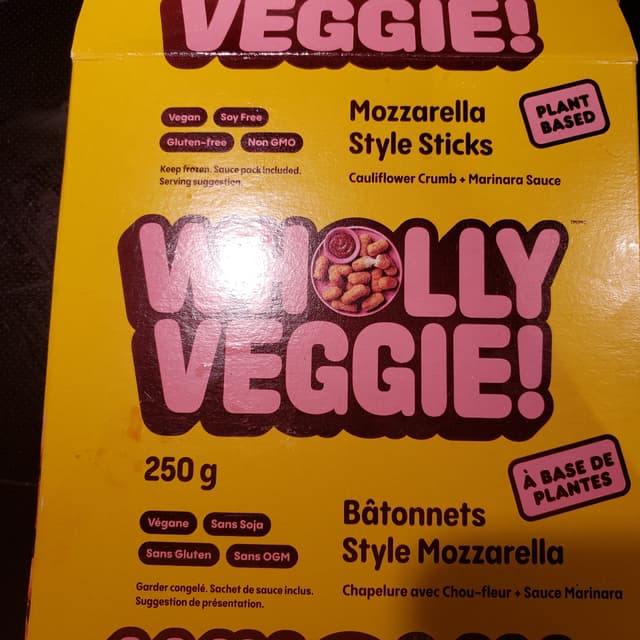 VEGGIE!
Vegan Soy Free
Gluten-free Non GMO
Keep frozen. Sauce pack included.
Serving suggestion.
Mozzarella
Style Sticks
Cauliflower Crumb + Marinara Sauce
PLANT
BASED
WHOLLY
VEGGIE!
250 g
Végane Sans Soja
Sans Gluten Sans OGM
Garder congelé. Sachet de sauce inclus.
Suggestion de présentation.
À BASE DE
PLANTES
Bâtonnets
Style Mozzarella
Chapelure avec Chou-fleur + Sauce Marinara